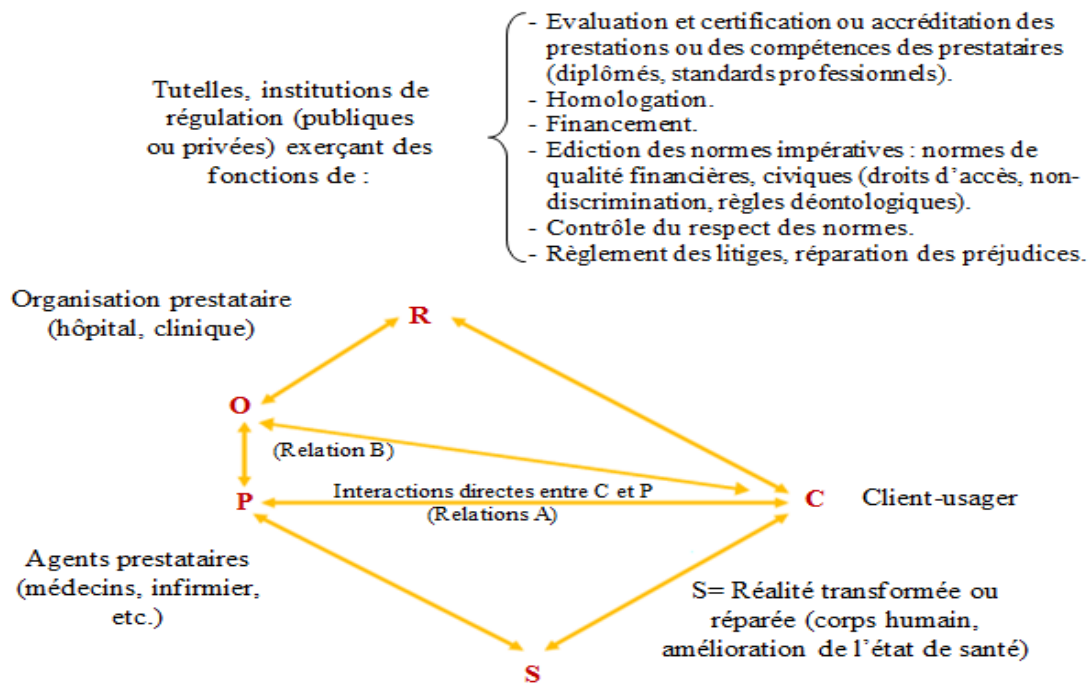 Tutelles, institutions de
régulation (publiques
ou privées) exerçant des
fonctions de :
- Evaluation et certification ou accréditation des
prestations ou des compétences des prestataires
(diplômés, standards professionnels).
- Homologation.
- Financement.
- Ediction des normes impératives : normes de
qualité financières, civiques (droits d’accès, non-
discrimination, règles déontologiques).
- Contrôle du respect des normes.
- Règlement des litiges, réparation des préjudices.
Organisation prestataire
(hôpital, clinique)
R
O
(Relation B)
Interactions directes entre C et P
P
(Relations A)
C
Client-usager
Agents prestataires
(médecins, infirmier,
etc.)
S= Réalité transformée ou
réparée (corps humain,
amélioration de l’état de santé)
S